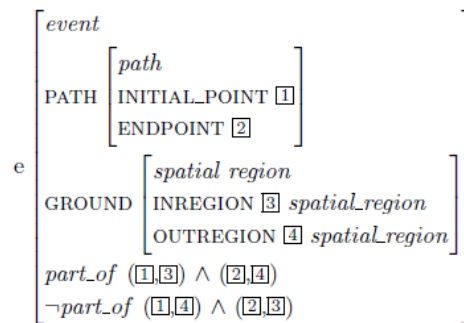 event
path
PATH INITIAL_POINT 1
ENDPOINT 2
e
spatial region
GROUND INREGION 3 spatial_region
OUTREGION 4 spatial_region
part_of (1,3) ∧ (2,4)
¬part_of (1,4) ∧ (2,3)